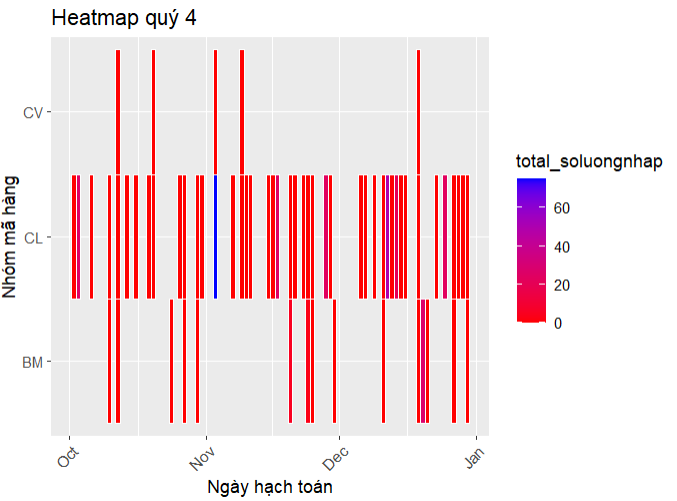 Heatmap quý 4
Nhóm mã hàng
CV
CL
BM
Oct
Nov
Dec
Jan
Ngày hạch toán
total_soluongnhap
60
40
20
0